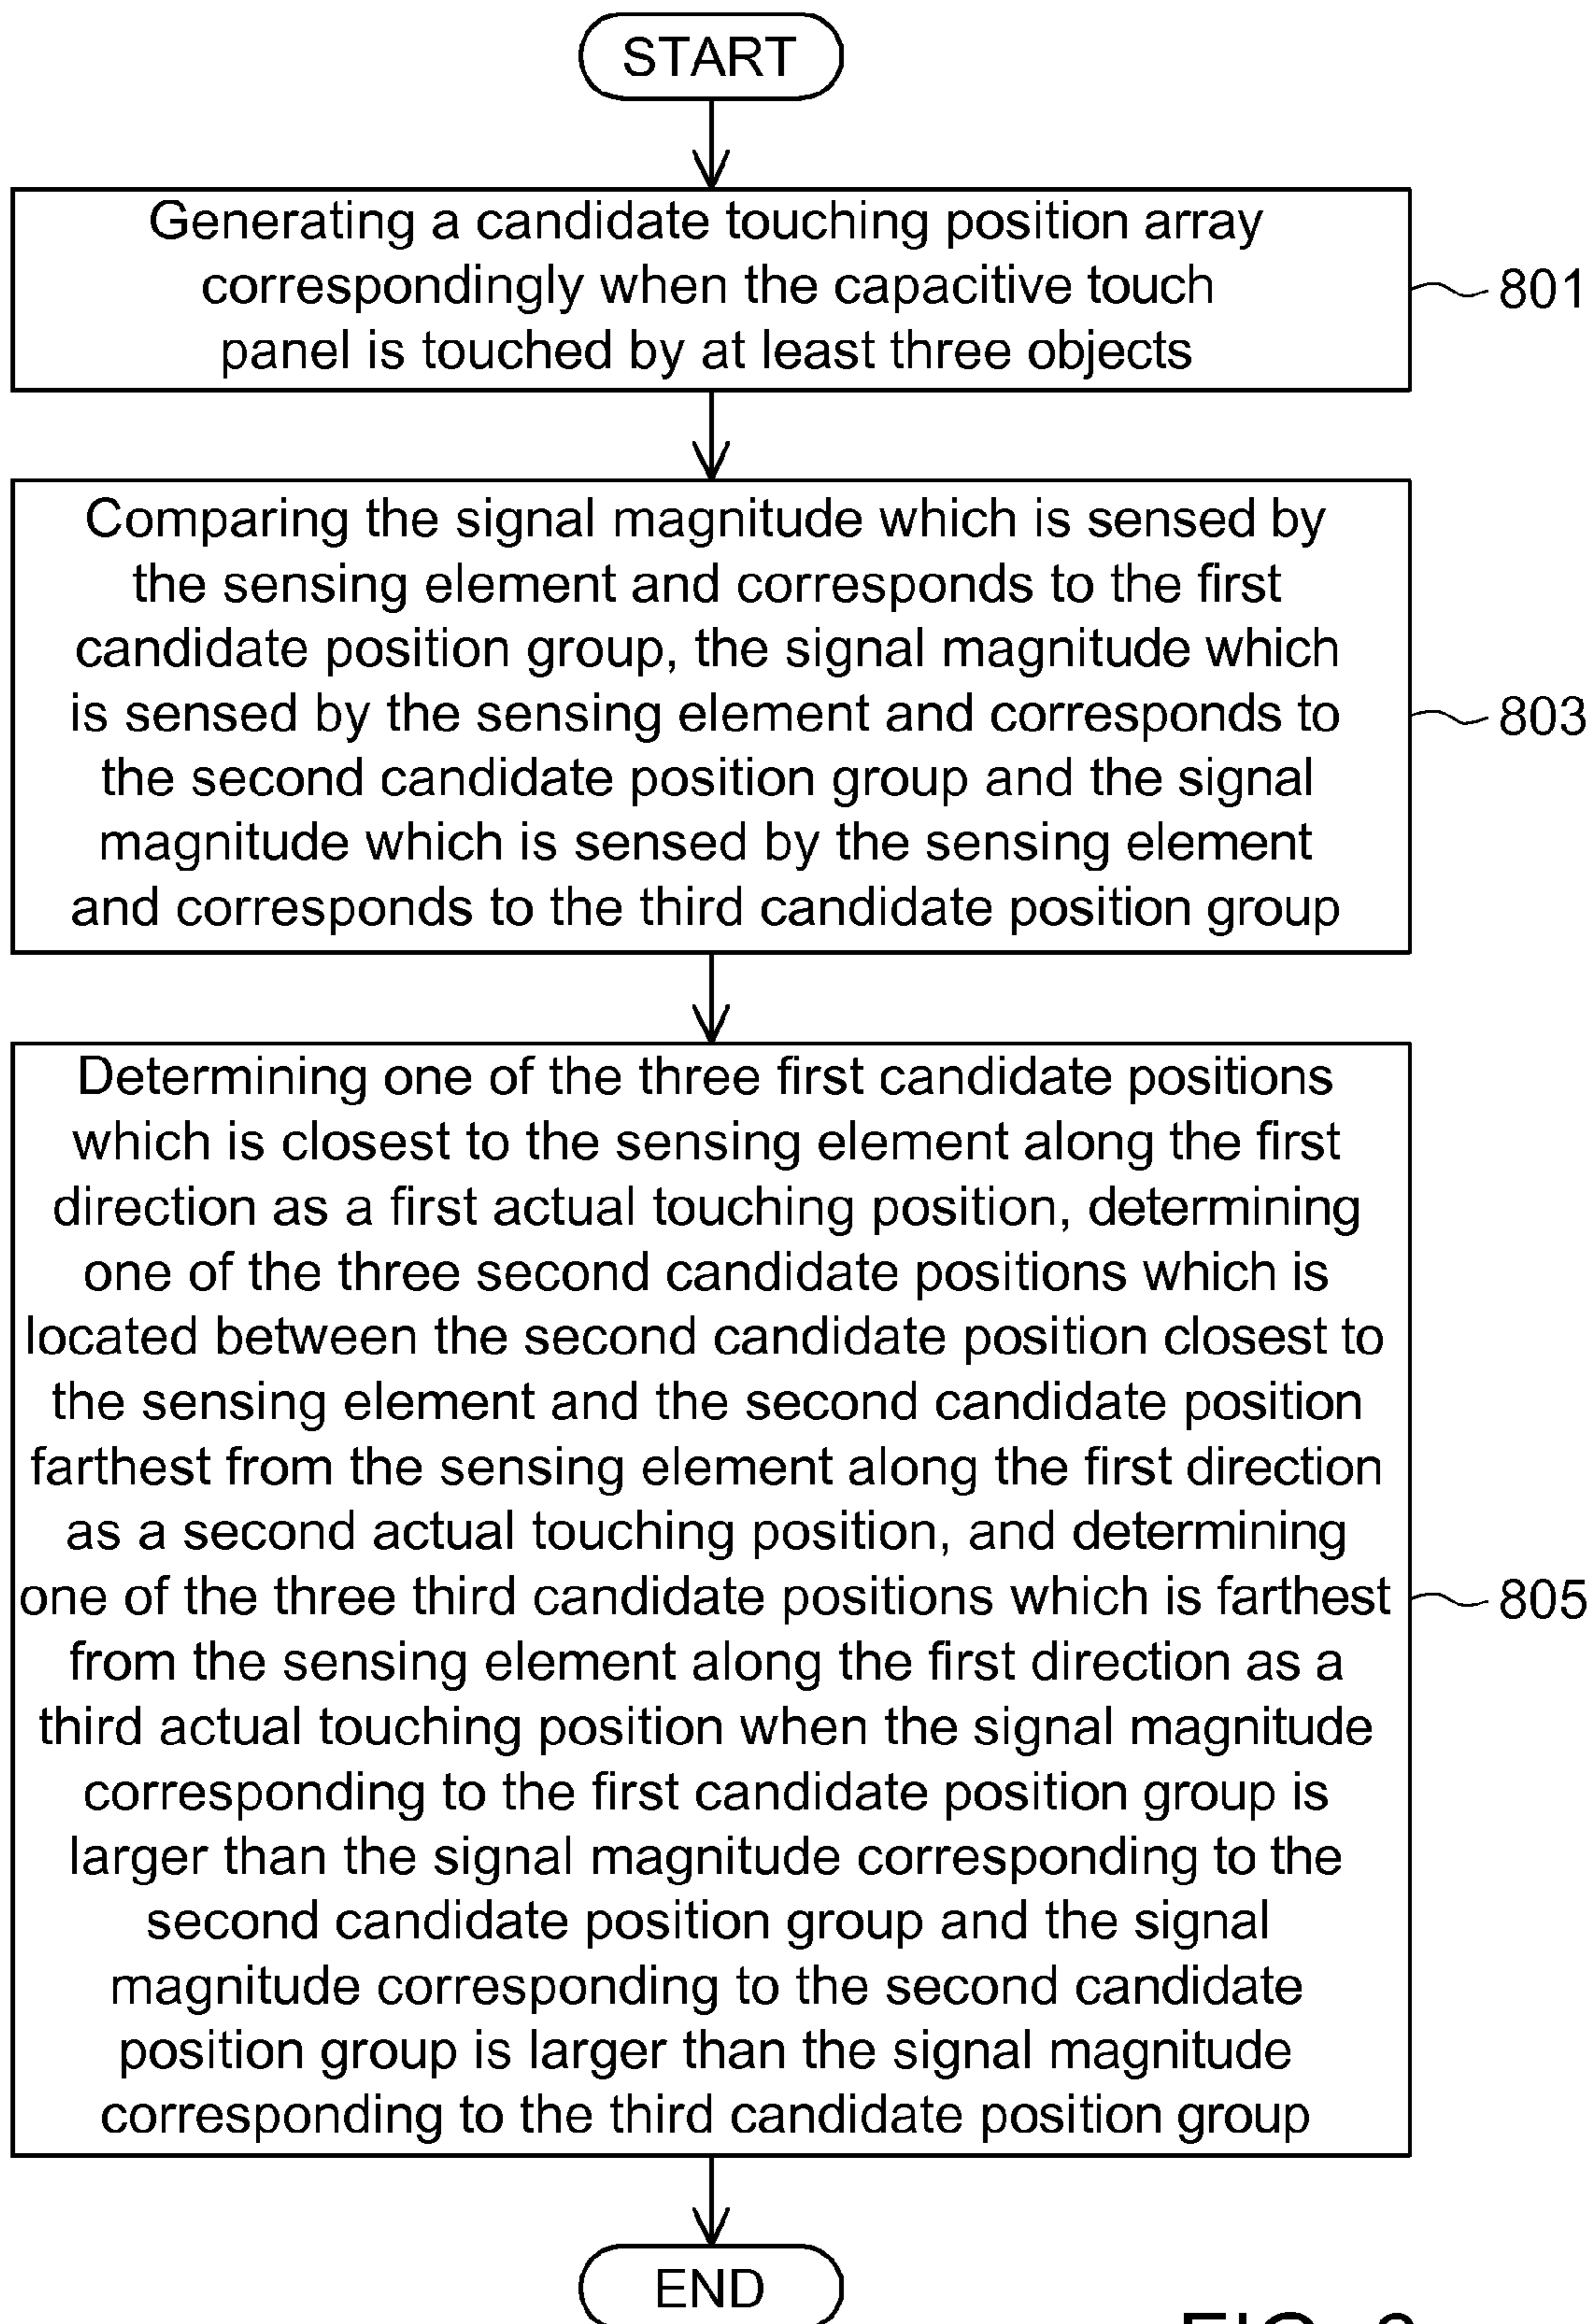 START
Generating a candidate touching position array
correspondingly when the capacitive touch
panel is touched by at least three objects
801
Comparing the signal magnitude which is sensed by
the sensing element and corresponds to the first
candidate position group, the signal magnitude which
is sensed by the sensing element and corresponds to
the second candidate position group and the signal
magnitude which is sensed by the sensing element
and corresponds to the third candidate position group
803
Determining one of the three first candidate positions
which is closest to the sensing element along the first
direction as a first actual touching position, determining
one of the three second candidate positions which is
located between the second candidate position closest to
the sensing element and the second candidate position
farthest from the sensing element along the first direction
as a second actual touching position, and determining
one of the three third candidate positions which is farthest
from the sensing element along the first direction as a
third actual touching position when the signal magnitude
corresponding to the first candidate position group is
larger than the signal magnitude corresponding to the
second candidate position group and the signal
magnitude corresponding to the second candidate
position group is larger than the signal magnitude
corresponding to the third candidate position group
805
END
FIG.